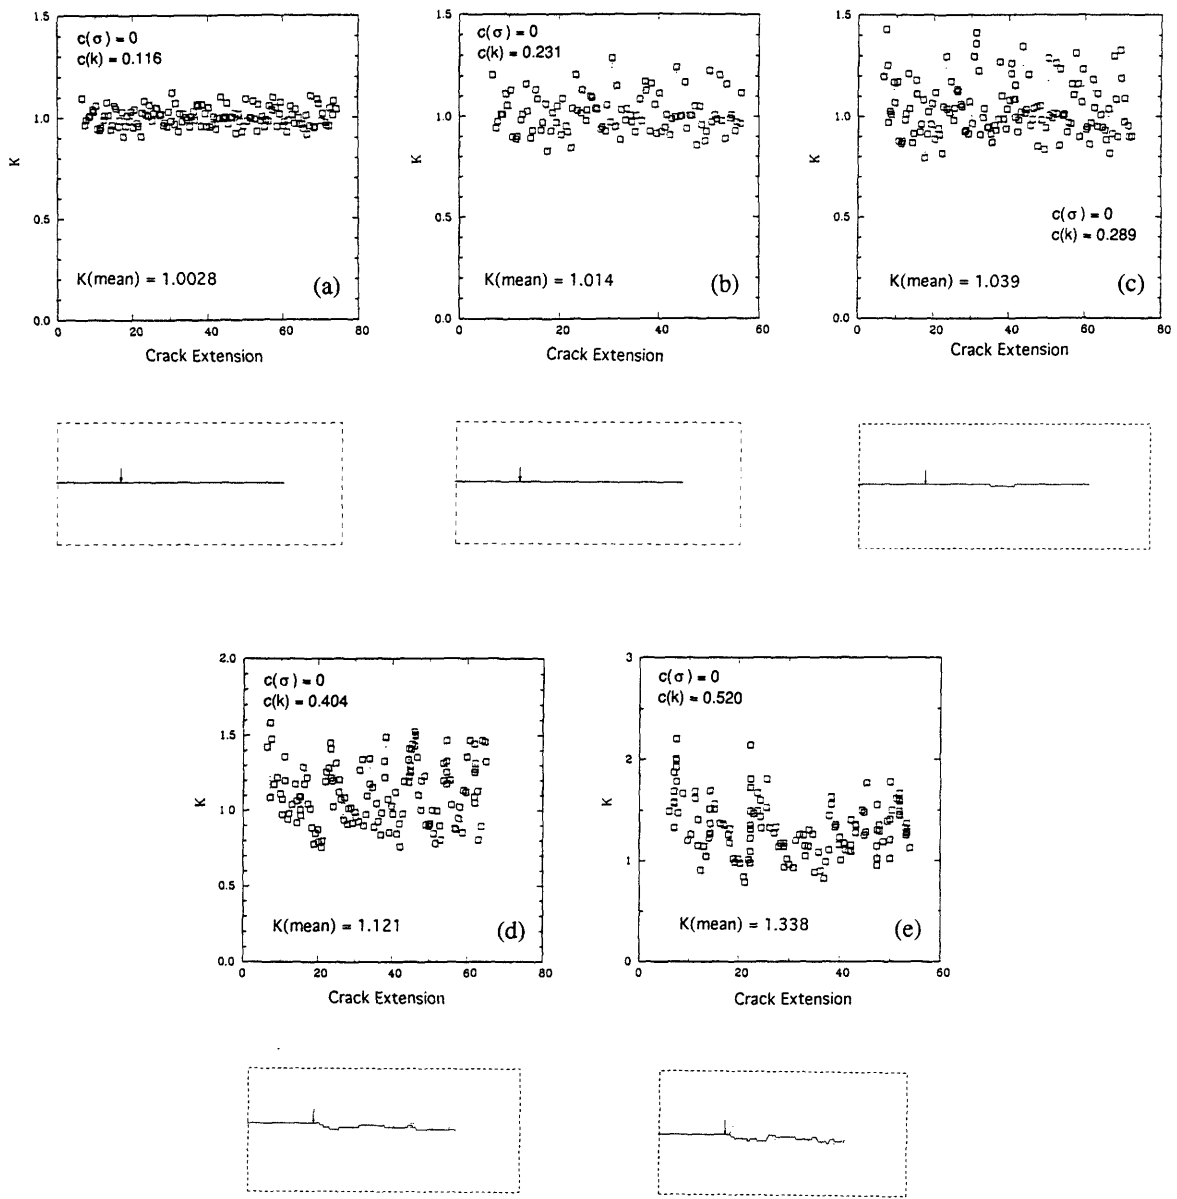 1.5
c(σ) = 0
c(k) = 0.116
1.0
K
0.5
K(mean) = 1.0028
(a)
0.0
0 20 40 60 80
Crack Extension
1.5
c(σ) = 0
c(k) = 0.231
1.0
K
0.5
K(mean) = 1.014
(b)
0.0
0 20 40 60
Crack Extension
1.5
1.0
K
c(σ) = 0
c(k) = 0.289
0.5
K(mean) = 1.039
(c)
0.0
0 20 40 60 80
Crack Extension
2.0
c(σ) = 0
c(k) = 0.404
1.5
K
1.0
0.5
K(mean) = 1.121
(d)
0.0
0 20 40 60 80
Crack Extension
3
c(σ) = 0
c(k) = 0.520
2
K
1
K(mean) = 1.338
(e)
0
0 20 40 60
Crack Extension